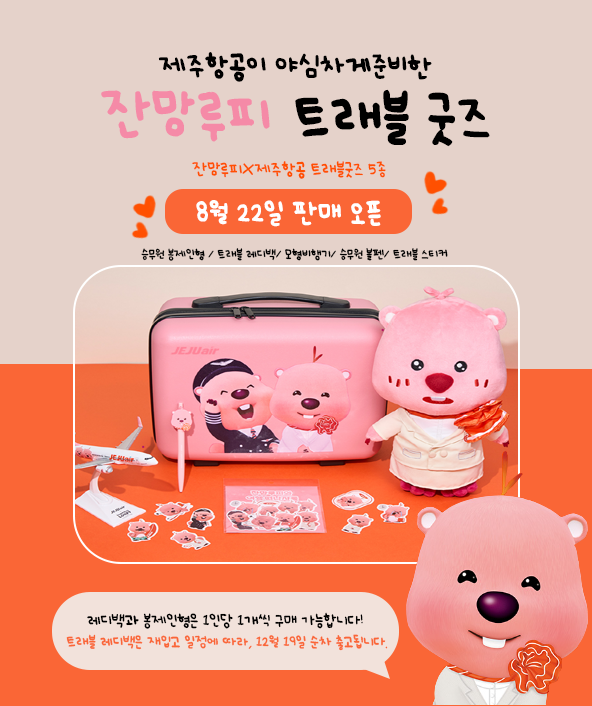 제주항공이 야심차게준비한
잔망루피 트래블 굿즈
잔망루피X제주항공 트래블굿즈 5종
8월 22일 판매 오픈
승무원 봉제인형 / 트래블 레디백/ 모형비행기/ 승무원 볼펜/ 트래블 스티커
JEJUair
JEJUair
레디백과 봉제인형은 1인당 1개씩 구매 가능합니다!
트래블 레디백은 재입고 일정에 따라, 12월 19일 순차 출고됩니다.